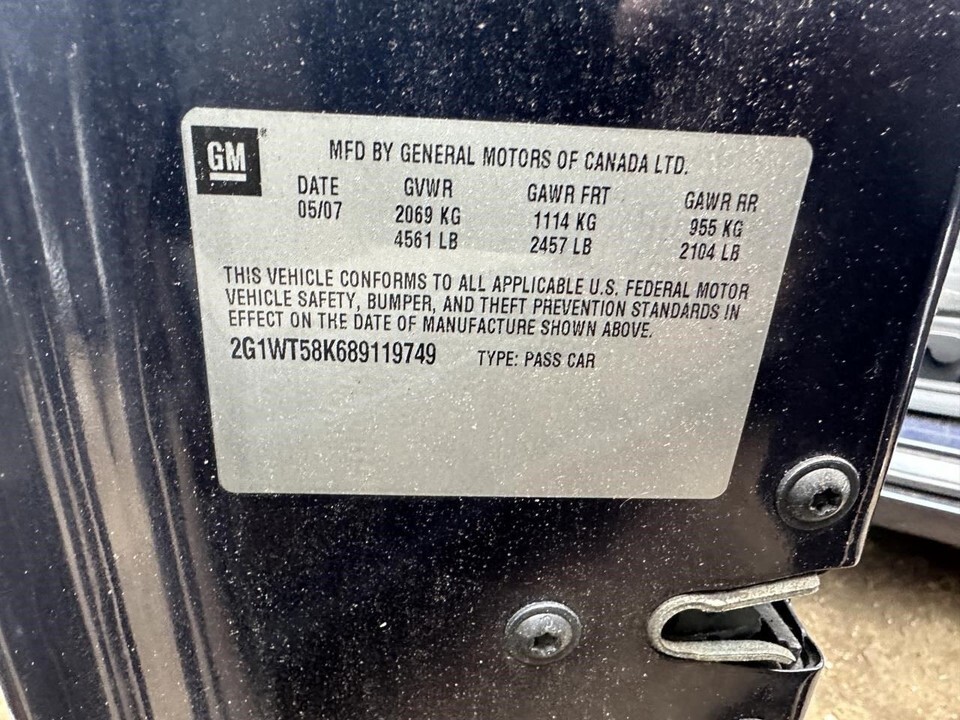 GM
MFD BY GENERAL MOTORS OF CANADA LTD.
DATE GVWR GAWR FRT GAWR RR
05/07 2069 KG 1114 KG 955 KG
4561 LB 2457 LB 2104 LB
THIS VEHICLE CONFORMS TO ALL APPLICABLE U.S. FEDERAL MOTOR
VEHICLE SAFETY, BUMPER, AND THEFT PREVENTION STANDARDS IN
EFFECT ON THE DATE OF MANUFACTURE SHOWN ABOVE.
2G1WT58K689119749 TYPE: PASS CAR